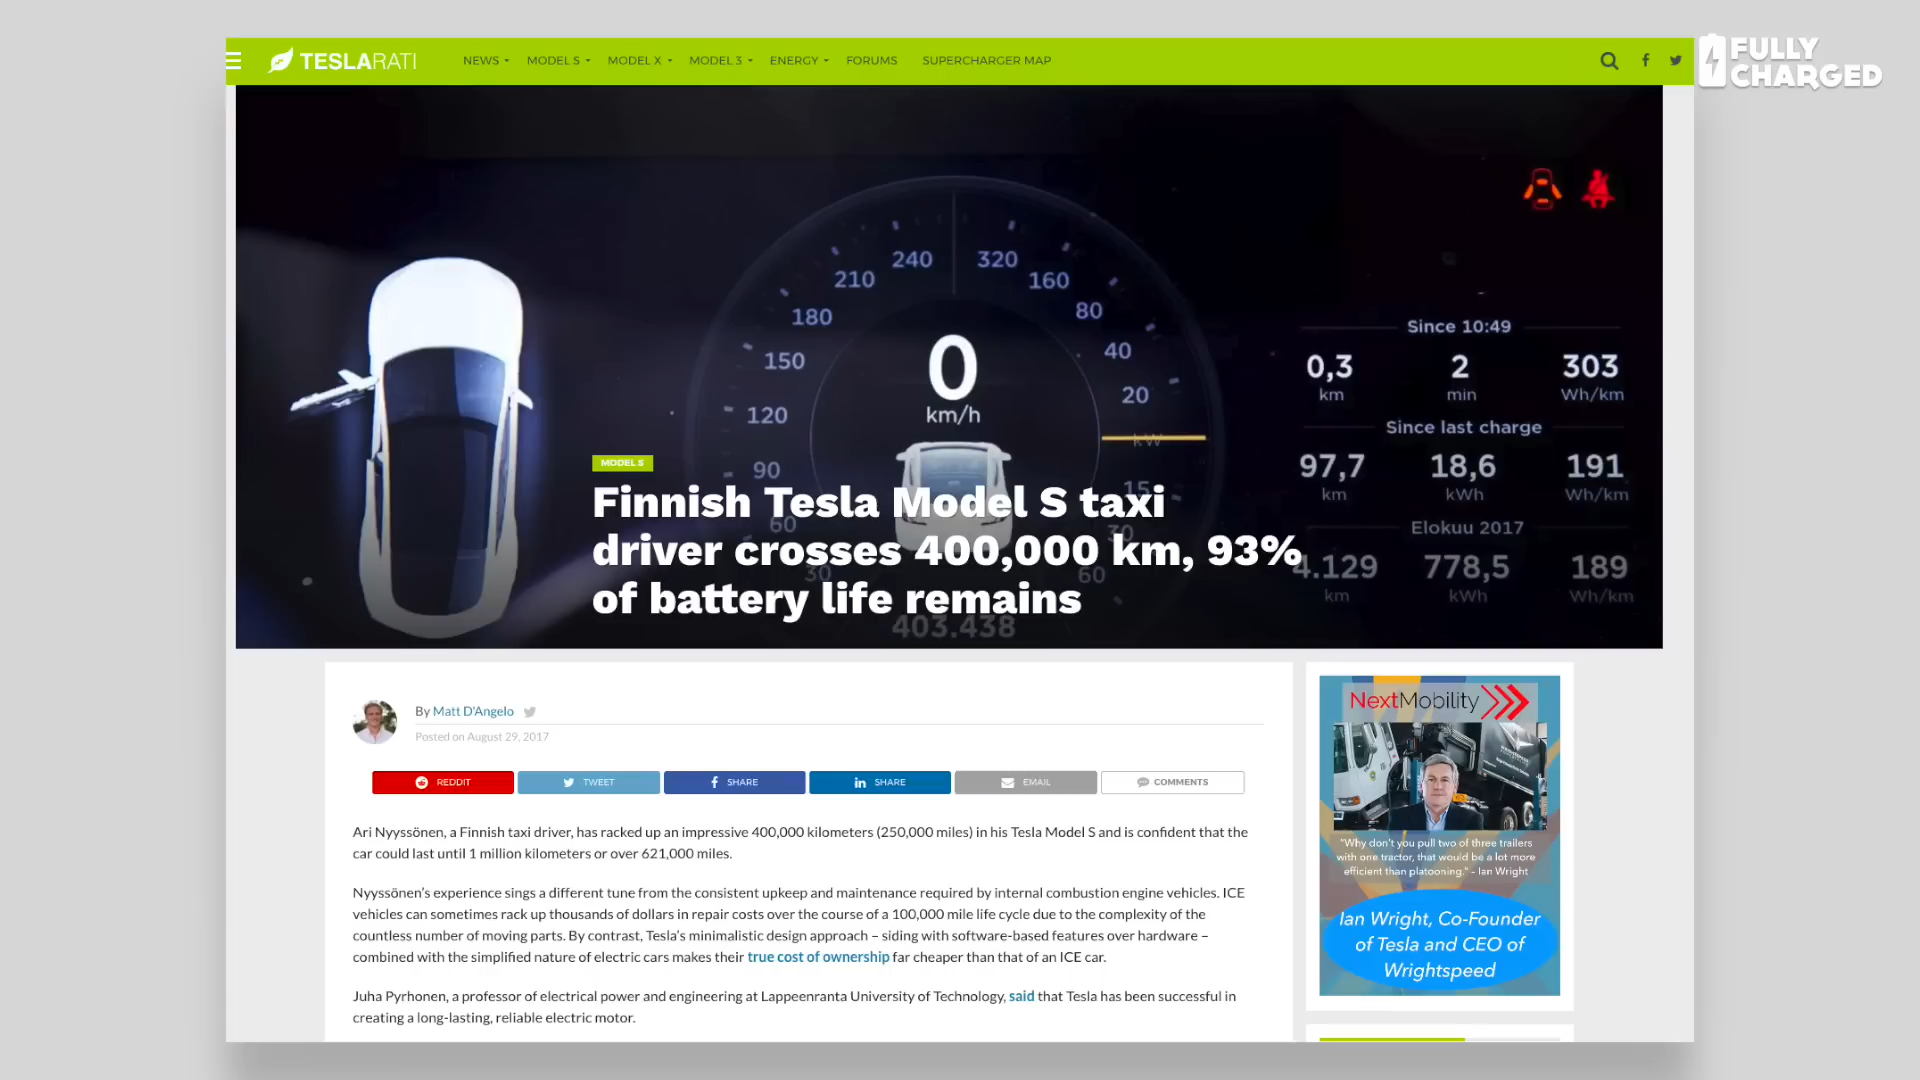 TESLARATI
NEWS
MODEL S
MODEL X
MODEL 3
ENERGY
FORUMS
SUPERCHARGER MAP
FULLY
CHARGED
240
320
210
160
180
80
150
40
120
20
90
15
60
30
30
60
0
km/h
kW
403.438
Since 10:49
0,3 2 303
km min Wh/km
Since last charge
97,7 18,6 191
km kWh Wh/km
Elokuu 2017
4.129 778,5 189
km kWh Wh/km
MODEL S
Finnish Tesla Model S taxi
driver crosses 400,000 km, 93%
of battery life remains
By Matt D'Angelo
Posted on August 29, 2017
REDDIT
TWEET
SHARE
SHARE
EMAIL
COMMENTS
Ari Nyyssönen, a Finnish taxi driver, has racked up an impressive 400,000 kilometers (250,000 miles) in his Tesla Model S and is confident that the
car could last until 1 million kilometers or over 621,000 miles.
Nyyssönen's experience sings a different tune from the consistent upkeep and maintenance required by internal combustion engine vehicles. ICE
vehicles can sometimes rack up thousands of dollars in repair costs over the course of a 100,000 mile life cycle due to the complexity of the
countless number of moving parts. By contrast, Tesla's minimalistic design approach – siding with software-based features over hardware –
combined with the simplified nature of electric cars makes their true cost of ownership far cheaper than that of an ICE car.
Juha Pyrhonen, a professor of electrical power and engineering at Lappeenranta University of Technology, said that Tesla has been successful in
creating a long-lasting, reliable electric motor.
NextMobility
"Why don't you pull two of three trailers
with one tractor, that would be a lot more
efficient than platooning." - Ian Wright
Ian Wright, Co-Founder
of Tesla and CEO of
Wrightspeed